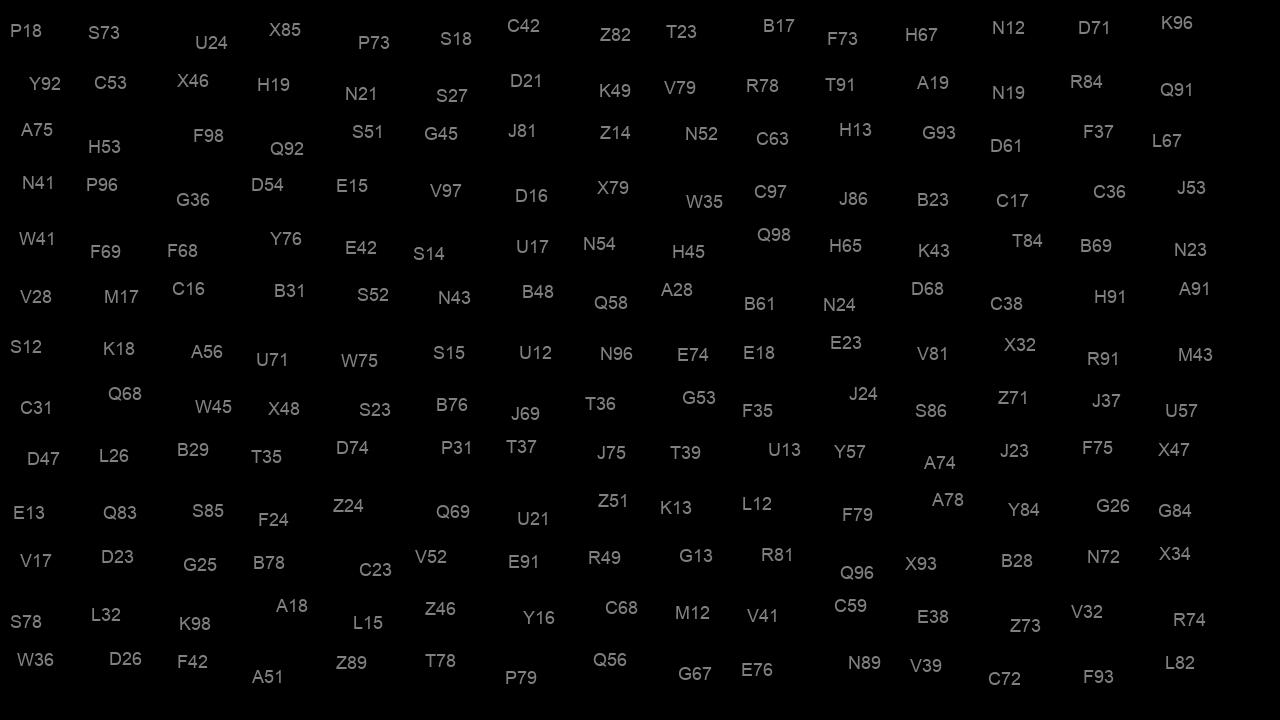 P18 S73 U24 X85 P73 S18 C42 Z82 T23 B17 F73 H67 N12 D71 K96
Y92 C53 X46 H19 N21 S27 D21 K49 V79 R78 T91 A19 N19 R84 Q91
A75 H53 F98 Q92 S51 G45 J81 Z14 N52 C63 H13 G93 D61 F37 L67
N41 P96 G36 D54 E15 V97 D16 X79 W35 C97 J86 B23 C17 C36 J53
W41 F69 F68 Y76 E42 S14 U17 N54 H45 Q98 H65 K43 T84 B69 N23
V28 M17 C16 B31 S52 N43 B48 Q58 A28 B61 N24 D68 C38 H91 A91
S12 K18 A56 U71 W75 S15 U12 N96 E74 E18 E23 V81 X32 R91 M43
C31 Q68 W45 X48 S23 B76 J69 T36 G53 F35 J24 S86 Z71 J37 U57
D47 L26 B29 T35 D74 P31 T37 J75 T39 U13 Y57 A74 J23 F75 X47
E13 Q83 S85 F24 Z24 Q69 U21 Z51 K13 L12 F79 A78 Y84 G26 G84
V17 D23 G25 B78 C23 V52 E91 R49 G13 R81 Q96 X93 B28 N72 X34
S78 L32 K98 A18 L15 Z46 Y16 C68 M12 V41 C59 E38 Z73 V32 R74
W36 D26 F42 A51 Z89 T78 P79 Q56 G67 E76 N89 V39 C72 F93 L82